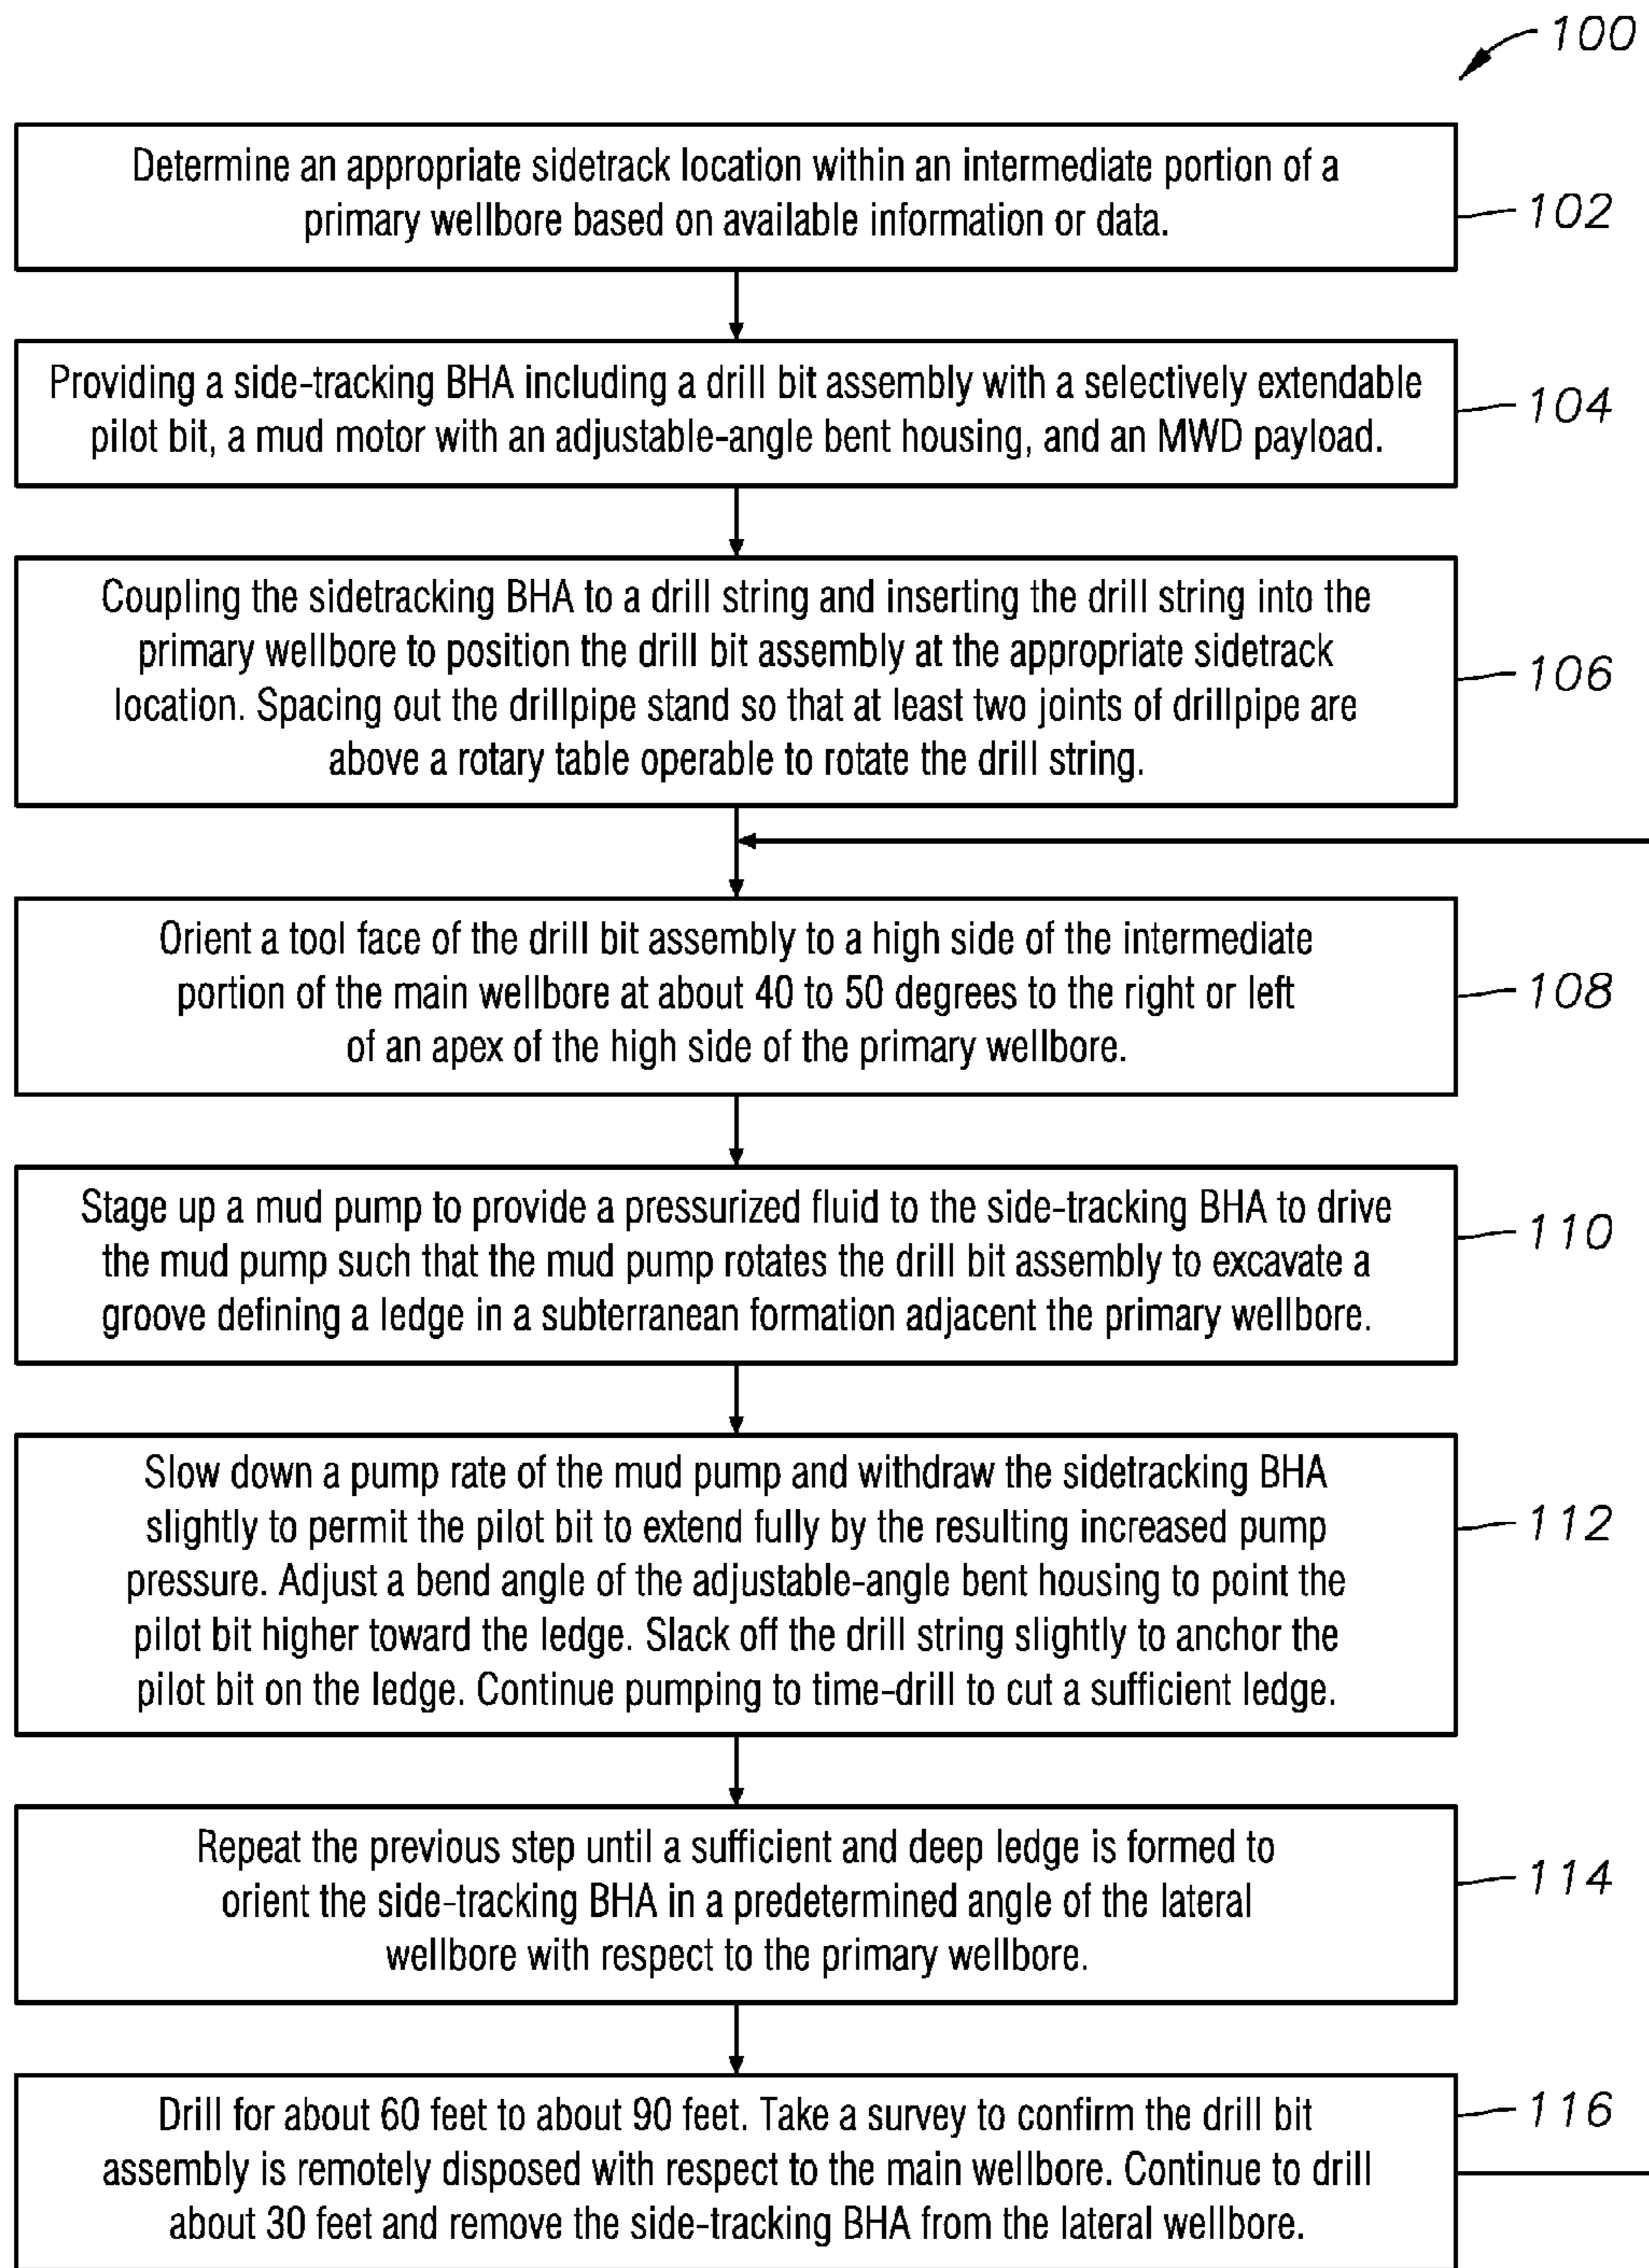 100
Determine an appropriate sidetrack location within an intermediate portion of a
primary wellbore based on available information or data.
102
Providing a side-tracking BHA including a drill bit assembly with a selectively extendable
pilot bit, a mud motor with an adjustable-angle bent housing, and an MWD payload.
104
Coupling the sidetracking BHA to a drill string and inserting the drill string into the
primary wellbore to position the drill bit assembly at the appropriate sidetrack
location. Spacing out the drillpipe stand so that at least two joints of drillpipe are
above a rotary table operable to rotate the drill string.
106
Orient a tool face of the drill bit assembly to a high side of the intermediate
portion of the main wellbore at about 40 to 50 degrees to the right or left
of an apex of the high side of the primary wellbore.
108
Stage up a mud pump to provide a pressurized fluid to the side-tracking BHA to drive
the mud pump such that the mud pump rotates the drill bit assembly to excavate a
groove defining a ledge in a subterranean formation adjacent the primary wellbore.
110
Slow down a pump rate of the mud pump and withdraw the sidetracking BHA
slightly to permit the pilot bit to extend fully by the resulting increased pump
pressure. Adjust a bend angle of the adjustable-angle bent housing to point the
pilot bit higher toward the ledge. Slack off the drill string slightly to anchor the
pilot bit on the ledge. Continue pumping to time-drill to cut a sufficient ledge.
112
Repeat the previous step until a sufficient and deep ledge is formed to
orient the side-tracking BHA in a predetermined angle of the lateral
wellbore with respect to the primary wellbore.
114
Drill for about 60 feet to about 90 feet. Take a survey to confirm the drill bit
assembly is remotely disposed with respect to the main wellbore. Continue to drill
about 30 feet and remove the side-tracking BHA from the lateral wellbore.
116